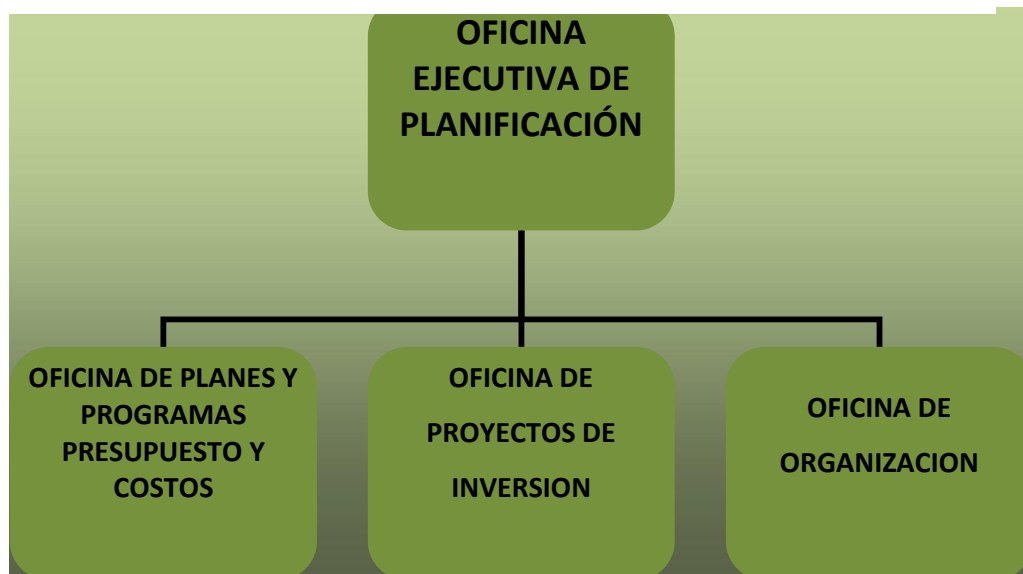 OFICINA
EJECUTIVA DE
PLANIFICACIÓN
OFICINA DE PLANES Y
PROGRAMAS
PRESUPUESTO Y
COSTOS
OFICINA DE
PROYECTOS DE
INVERSION
OFICINA DE
ORGANIZACION